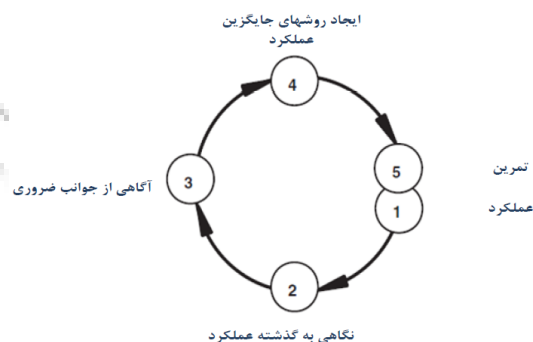 ایجاد روشهای جایگزین
عملکرد
4
5
تمرین
3
آگاهی از جوانب ضروری
1
عملکرد
2
نگاهی به گذشته عملکرد